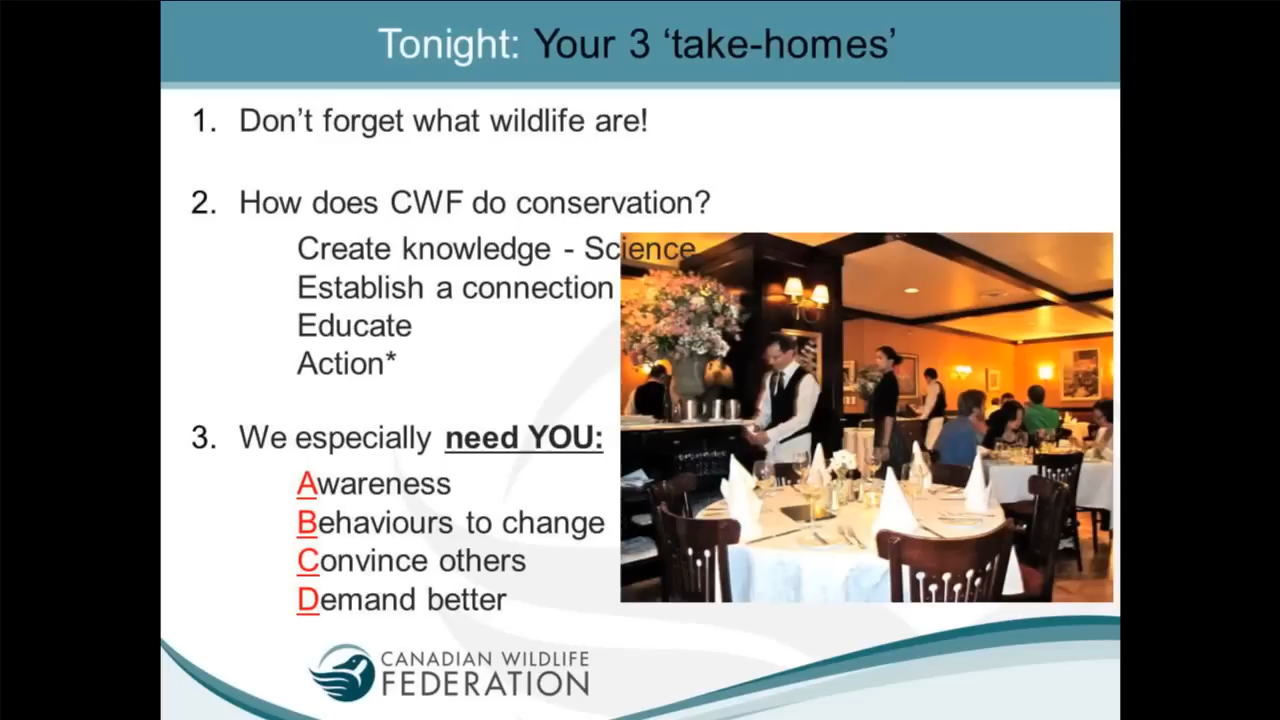 Tonight: Your 3 ‘take-homes’
1. Don’t forget what wildlife are!
2. How does CWF do conservation?
Create knowledge - Science
Establish a connection
Educate
Action*
3. We especially need YOU:
Awareness
Behaviours to change
Convince others
Demand better
CANADIAN WILDLIFE
FEDERATION